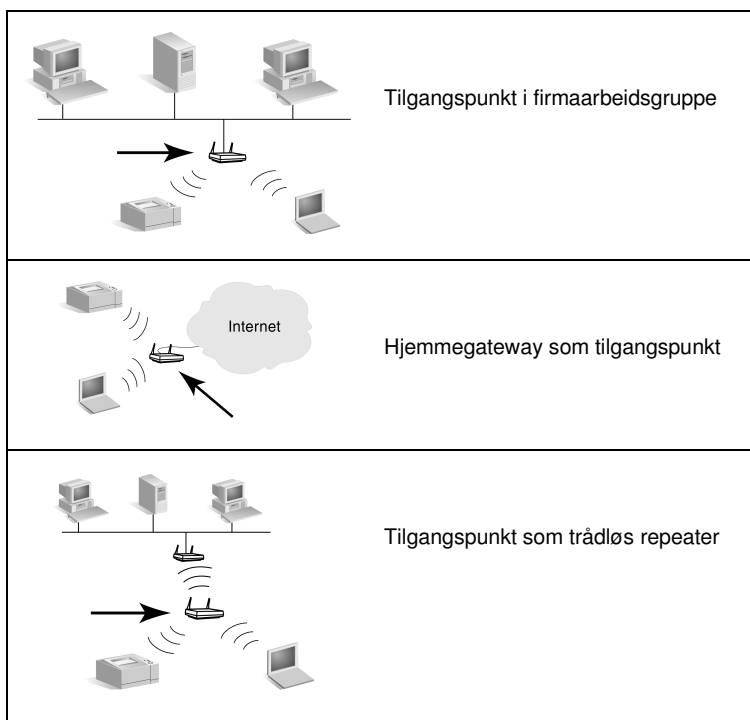 Tilgangspunkt i firmaarbeidsgruppe
Internet
Hjemmegateway som tilgangspunkt
Tilgangspunkt som trådløs repeater